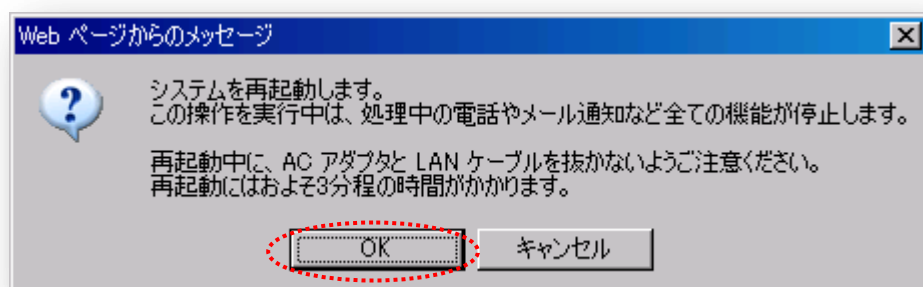 Web ページからのメッセージ
システムを再起動します。
この操作を実行中は、処理中の電話やメール通知など全ての機能が停止します。
再起動中に、AC アダプタと LAN ケーブルを抜かないようご注意ください。
再起動にはおよそ3分程の時間がかかります。
OK
キャンセル